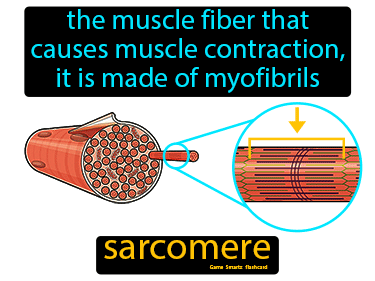 the muscle fiber that
causes muscle contraction,
it is made of myofibrils
sarcomere
Game Smartz flashcard